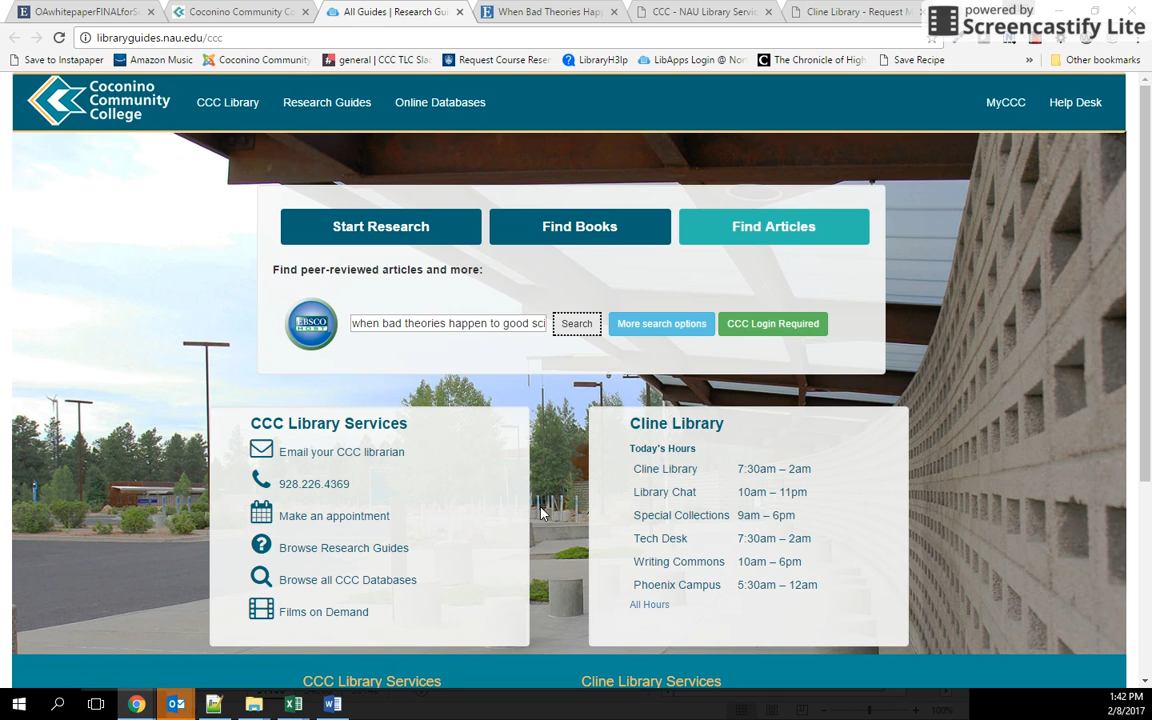 OAwhitepaperFINALforS
Coconino Community C
All Guides | Research Gui
When Bad Theories Happ
CCC - NAU Library Servic
Cline Library - Request M
powered by
Screencastify Lite
libraryguides.nau.edu/ccc
Save to Instapaper
Amazon Music
Coconino Community
general | CCC TLC Sla
Request Course Reser
LibraryH3lp
LibApps Login @ Nor
The Chronicle of High
Save Recipe
»
Other bookmarks
Coconino
Community
College
CCC Library
Research Guides
Online Databases
MyCCC
Help Desk
Start Research
Find Books
Find Articles
Find peer-reviewed articles and more:
EBSCO
HOST
when bad theories happen to good sci
Search
More search options
CCC Login Required
CCC Library Services
Email your CCC librarian
928.226.4369
Make an appointment
Browse Research Guides
Browse all CCC Databases
Films on Demand
Cline Library
Today's Hours
Cline Library 7:30am – 2am
Library Chat 10am – 11pm
Special Collections 9am – 6pm
Tech Desk 7:30am – 2am
Writing Commons 10am – 6pm
Phoenix Campus 5:30am – 12am
All Hours
CCC Library Services
Cline Library Services
100%
1:42 PM
2/8/2017